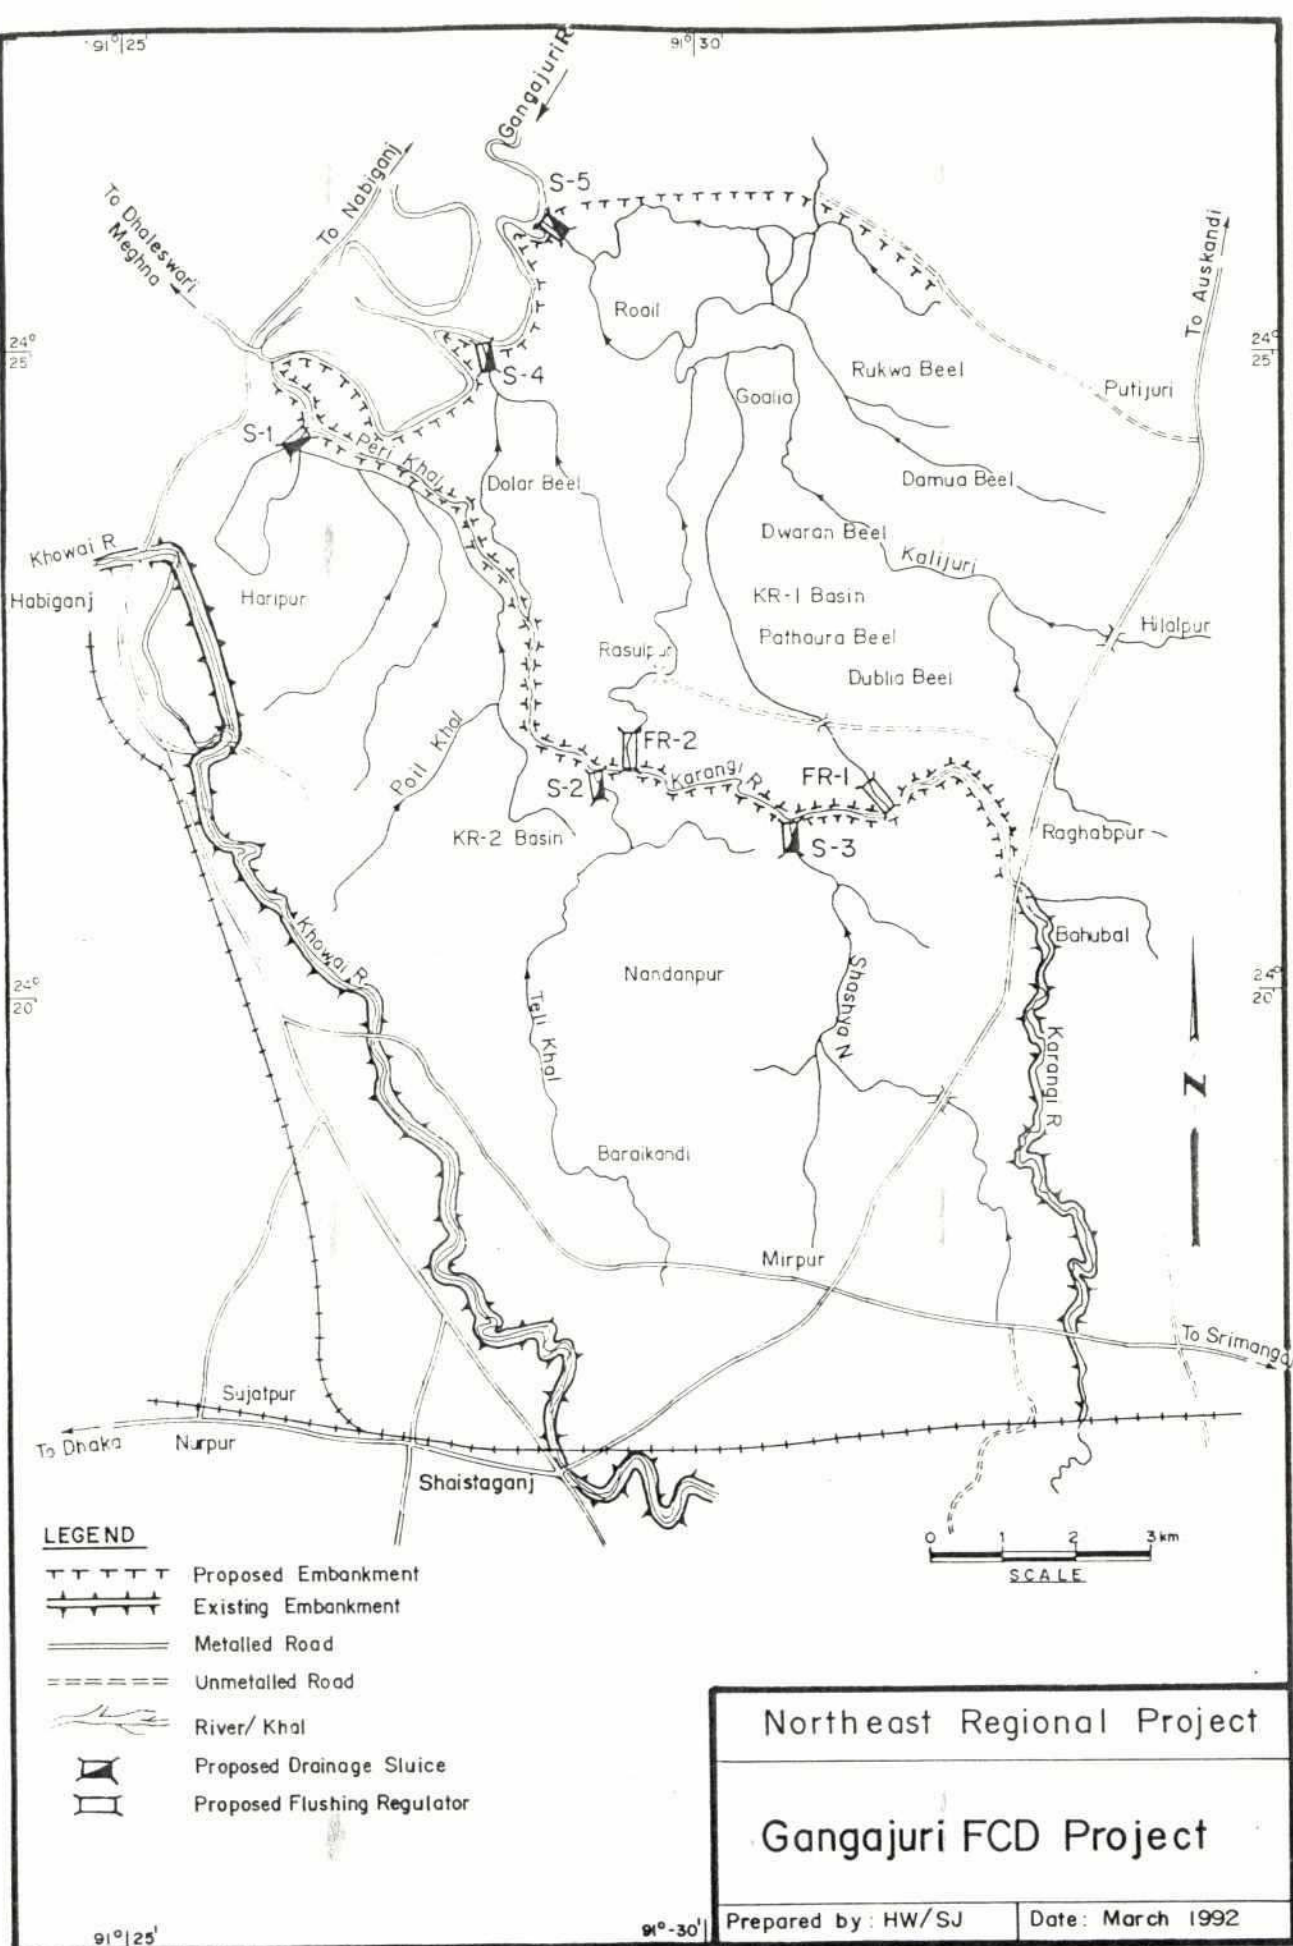 91°25'
91°30'
Gangajuri R
To Nabiganj
To Dhaleswari
Meghna
S-5
To Auskandi
Roail
24°
25'
24°
25'
Rukwa Beel
Putijuri
S-4
Goalia
S-1
Peri Khal
Dolar Beel
Damua Beel
Dwaran Beel
Kalijuri
Khowai R
Habiganj
Haripur
KR-1 Basin
Hilalpur
Pathaura Beel
Rasulpur
Dublia Beel
Poil Khal
FR-2
S-2
Karangi R
FR-1
KR-2 Basin
S-3
Raghabpur
Khowai R
Bahubal
Nandanpur
24°
20'
24°
20'
Teli Khal
Shashya N.
Karangi R
N
Baraikandi
Mirpur
To Srimangal
Sujatpur
To Dhaka
Nurpur
Shaistaganj
LEGEND
Proposed Embankment
Existing Embankment
Metalled Road
Unmetalled Road
River/ Khal
Proposed Drainage Sluice
Proposed Flushing Regulator
0 1 2 3 km
SCALE
Northeast Regional Project
Gangajuri FCD Project
Prepared by : HW/SJ
Date: March 1992
91°25'
91°-30'